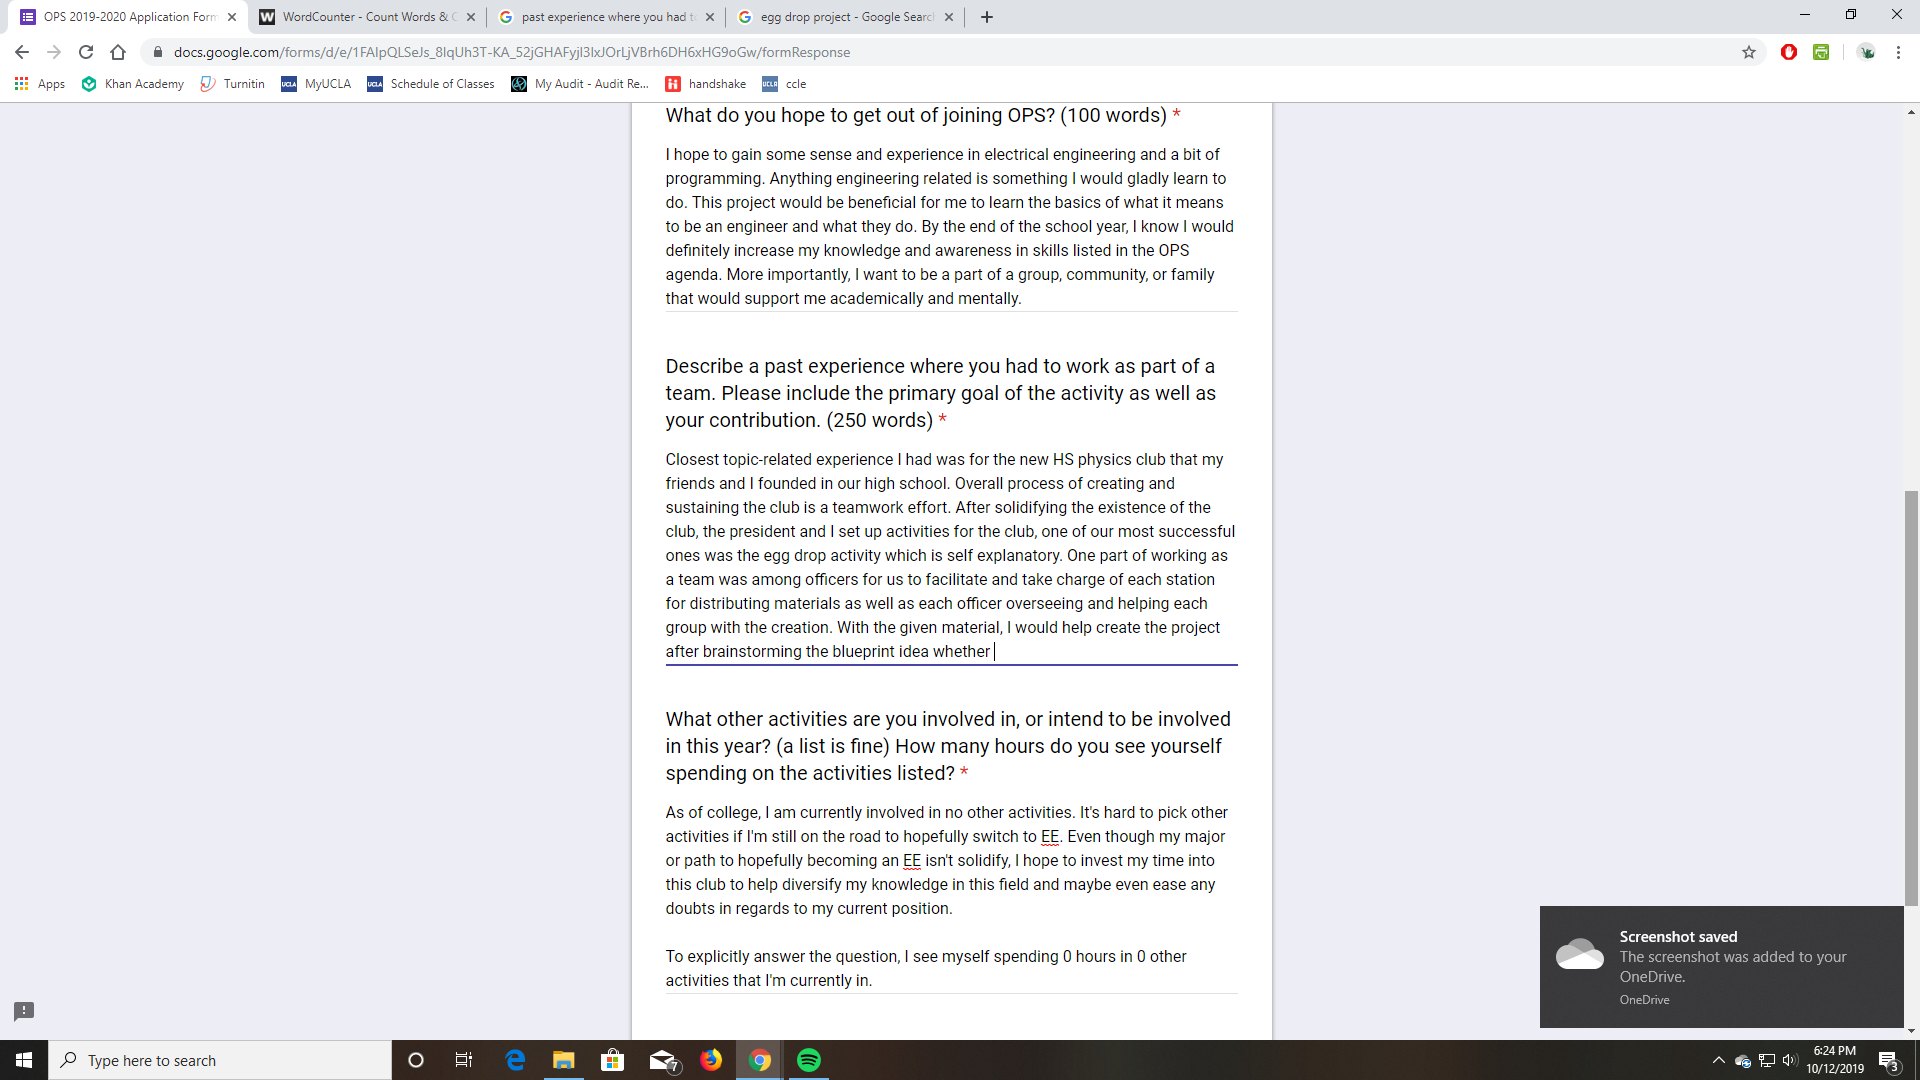 OPS 2019-2020 Application Form
WordCounter - Count Words & C
past experience where you had t
egg drop project - Google Search
docs.google.com/forms/d/e/1FAIpQLSeJs_8IqUh3T-KA_52jGHAFyjI3IxJOrLjVBrh6DH6xHG9oGw/formResponse
Apps Khan Academy Turnitin UCLA MyUCLA UCLA Schedule of Classes My Audit - Audit Re... handshake UCLA ccle
What do you hope to get out of joining OPS? (100 words) *
I hope to gain some sense and experience in electrical engineering and a bit of
programming. Anything engineering related is something I would gladly learn to
do. This project would be beneficial for me to learn the basics of what it means
to be an engineer and what they do. By the end of the school year, I know I would
definitely increase my knowledge and awareness in skills listed in the OPS
agenda. More importantly, I want to be a part of a group, community, or family
that would support me academically and mentally.
Describe a past experience where you had to work as part of a
team. Please include the primary goal of the activity as well as
your contribution. (250 words) *
Closest topic-related experience I had was for the new HS physics club that my
friends and I founded in our high school. Overall process of creating and
sustaining the club is a teamwork effort. After solidifying the existence of the
club, the president and I set up activities for the club, one of our most successful
ones was the egg drop activity which is self explanatory. One part of working as
a team was among officers for us to facilitate and take charge of each station
for distributing materials as well as each officer overseeing and helping each
group with the creation. With the given material, I would help create the project
after brainstorming the blueprint idea whether
What other activities are you involved in, or intend to be involved
in this year? (a list is fine) How many hours do you see yourself
spending on the activities listed? *
As of college, I am currently involved in no other activities. It's hard to pick other
activities if I'm still on the road to hopefully switch to EE. Even though my major
or path to hopefully becoming an EE isn't solidify, I hope to invest my time into
this club to help diversify my knowledge in this field and maybe even ease any
doubts in regards to my current position.
To explicitly answer the question, I see myself spending 0 hours in 0 other
activities that I'm currently in.
Screenshot saved
The screenshot was added to your
OneDrive.
OneDrive
Type here to search
7
6:24 PM
10/12/2019
3